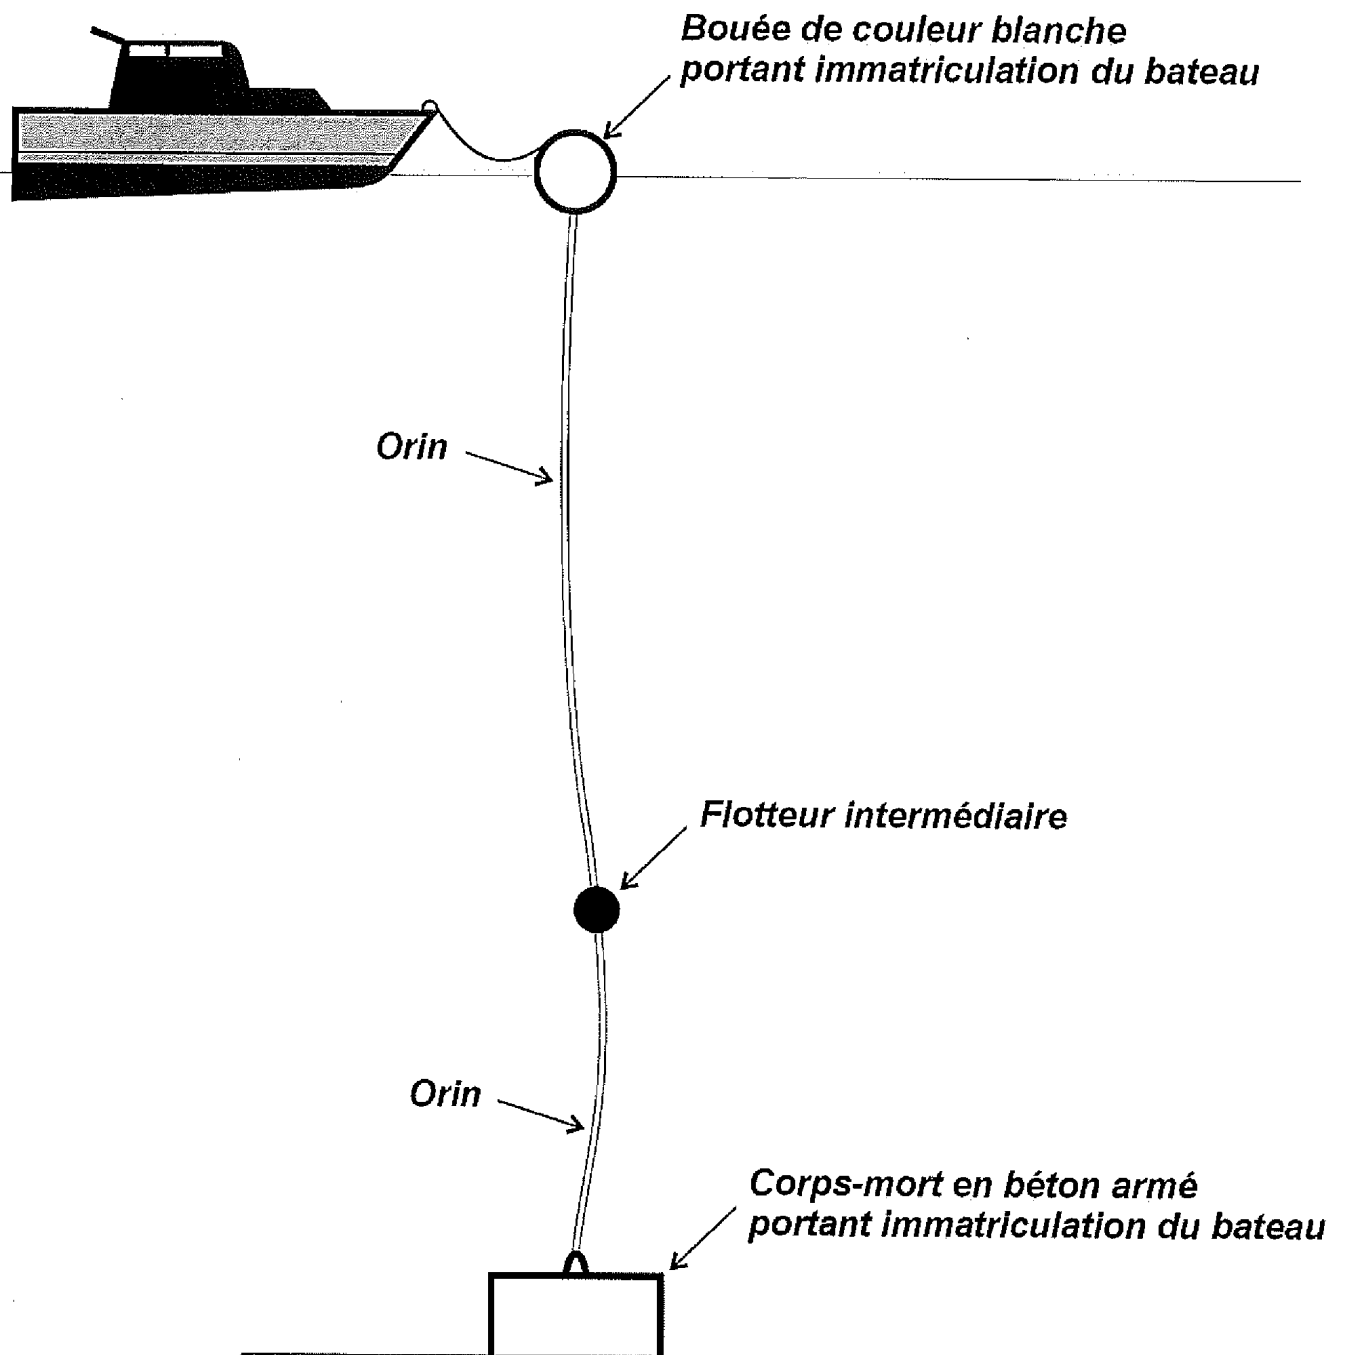 Bouée de couleur blanche
portant immatriculation du bateau
Orin
Flotteur intermédiaire
Orin
Corps-mort en béton armé
portant immatriculation du bateau